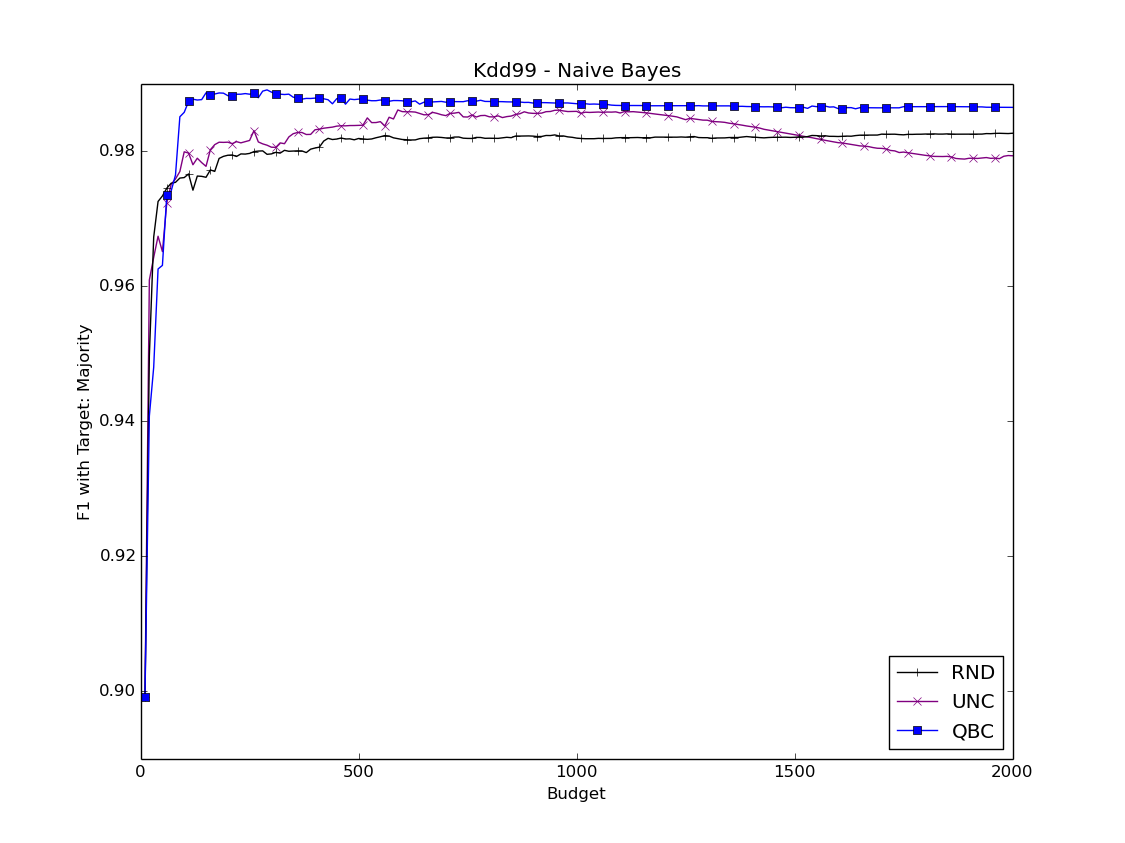 Kdd99 - Naive Bayes
0.98
0.96
0.94
0.92
0.90
F1 with Target: Majority
RND
UNC
QBC
0
500
1000
1500
2000
Budget